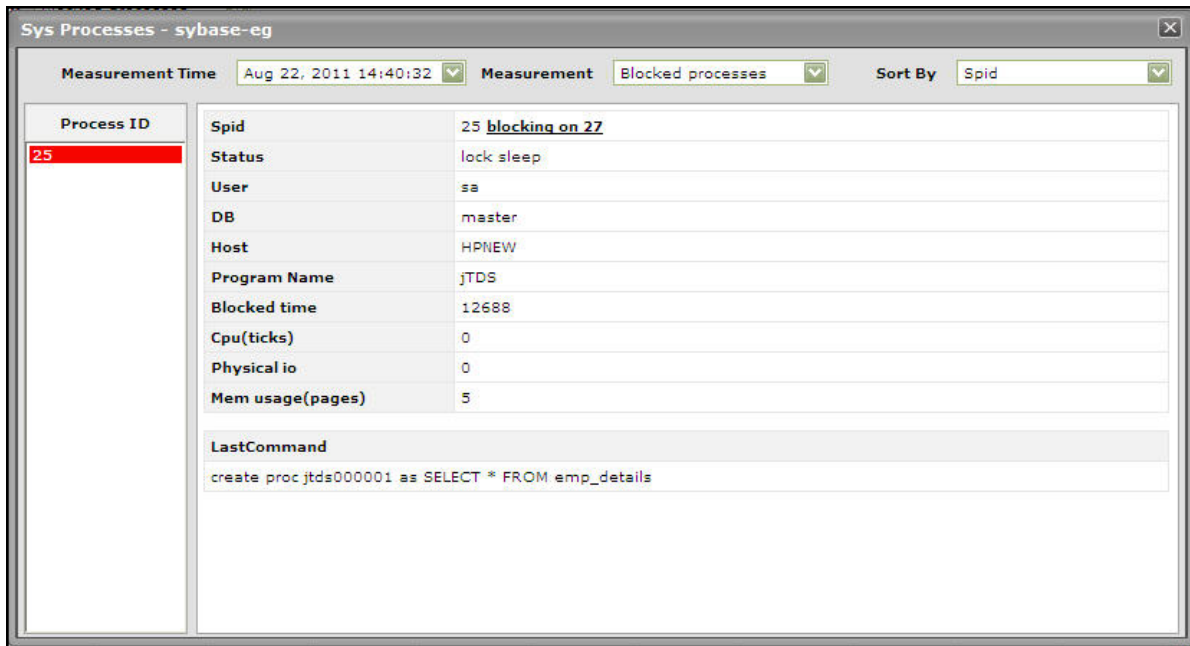 Sys Processes - sybase-eg
Measurement Time Aug 22, 2011 14:40:32 Measurement Blocked processes Sort By Spid
Process ID
25
Spid 25 blocking on 27
Status lock sleep
User sa
DB master
Host HPNEW
Program Name jTDS
Blocked time 12688
Cpu(ticks) 0
Physical io 0
Mem usage(pages) 5
LastCommand
create proc jtds000001 as SELECT * FROM emp_details